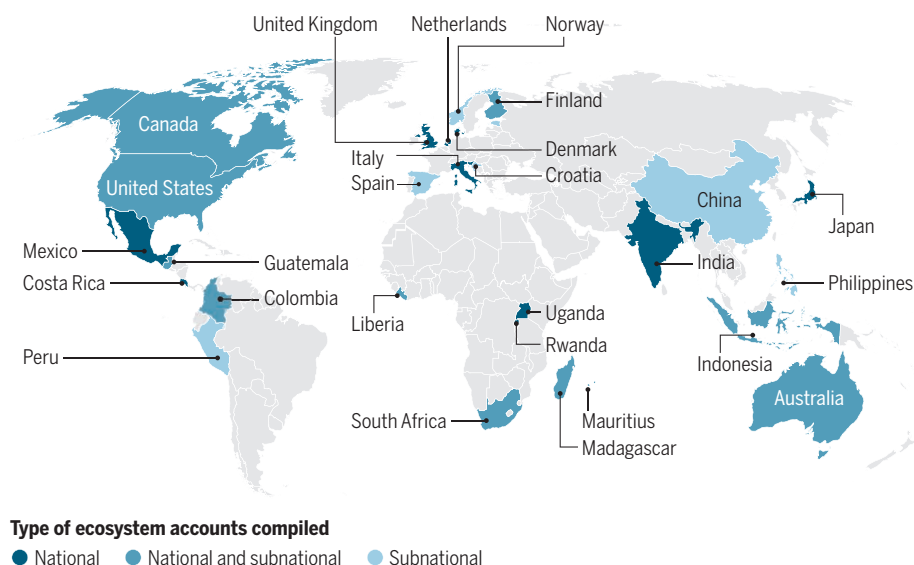 United Kingdom
Netherlands
Norway
Canada
Finland
Denmark
Italy
Croatia
Spain
United States
China
Japan
Mexico
Guatemala
India
Costa Rica
Colombia
Philippines
Liberia
Uganda
Rwanda
Peru
Indonesia
Australia
South Africa
Mauritius
Madagascar
Type of ecosystem accounts compiled
National
National and subnational
Subnational